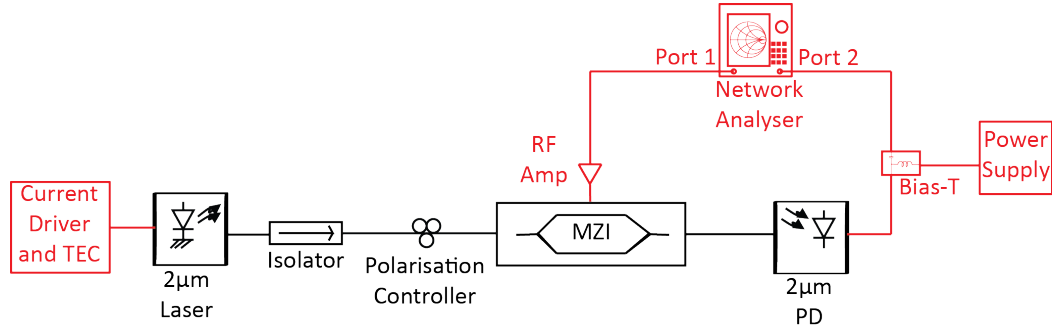 Port 1
Port 2
Network
Analyser
RF
Amp
Power
Supply
Bias-T
Current
Driver
and TEC
MZI
Isolator
Polarisation
Controller
2µm
Laser
2µm
PD